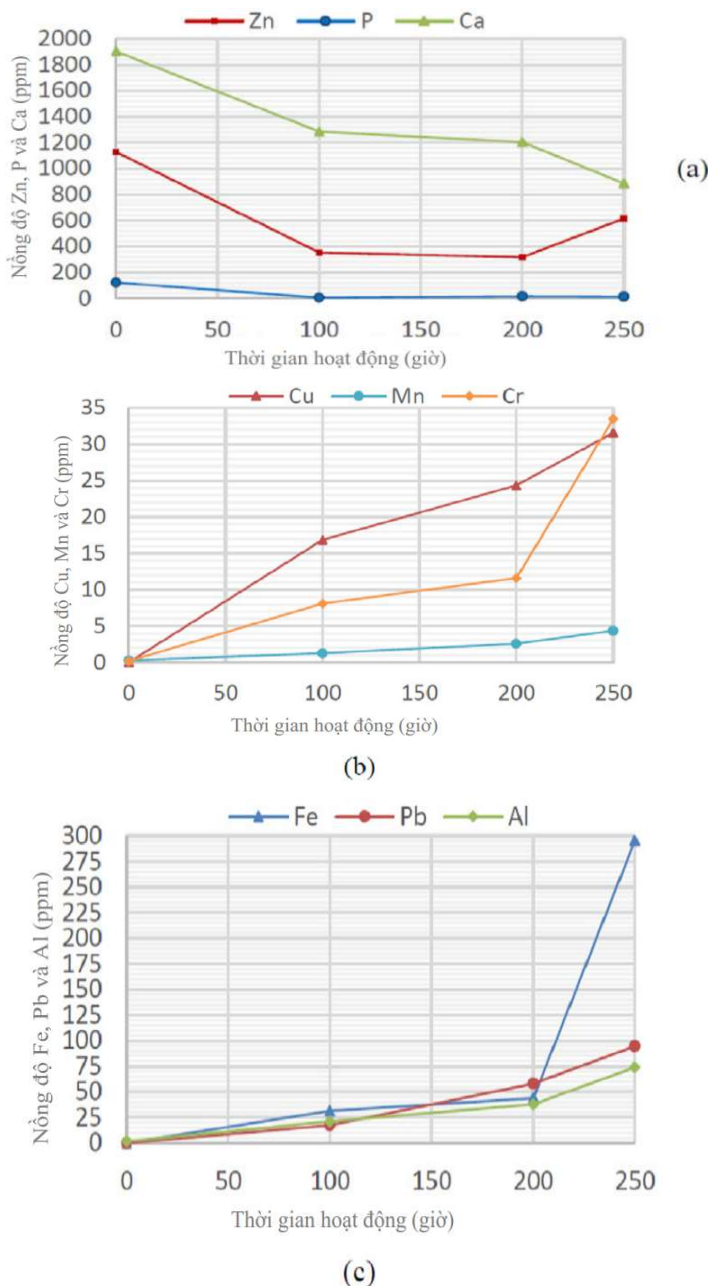 Zn P Ca
Nồng độ Zn, P và Ca (ppm)
2000
1800
1600
1400
1200
1000
800
600
400
200
0
0 50 100 150 200 250
Thời gian hoạt động (giờ)
(a)
Cu Mn Cr
Nồng độ Cu, Mn và Cr (ppm)
35
30
25
20
15
10
5
0
0 50 100 150 200 250
Thời gian hoạt động (giờ)
(b)
Fe Pb Al
Nồng độ Fe, Pb và Al (ppm)
300
275
250
225
200
175
150
125
100
75
50
25
0
0 50 100 150 200 250
Thời gian hoạt động (giờ)
(c)